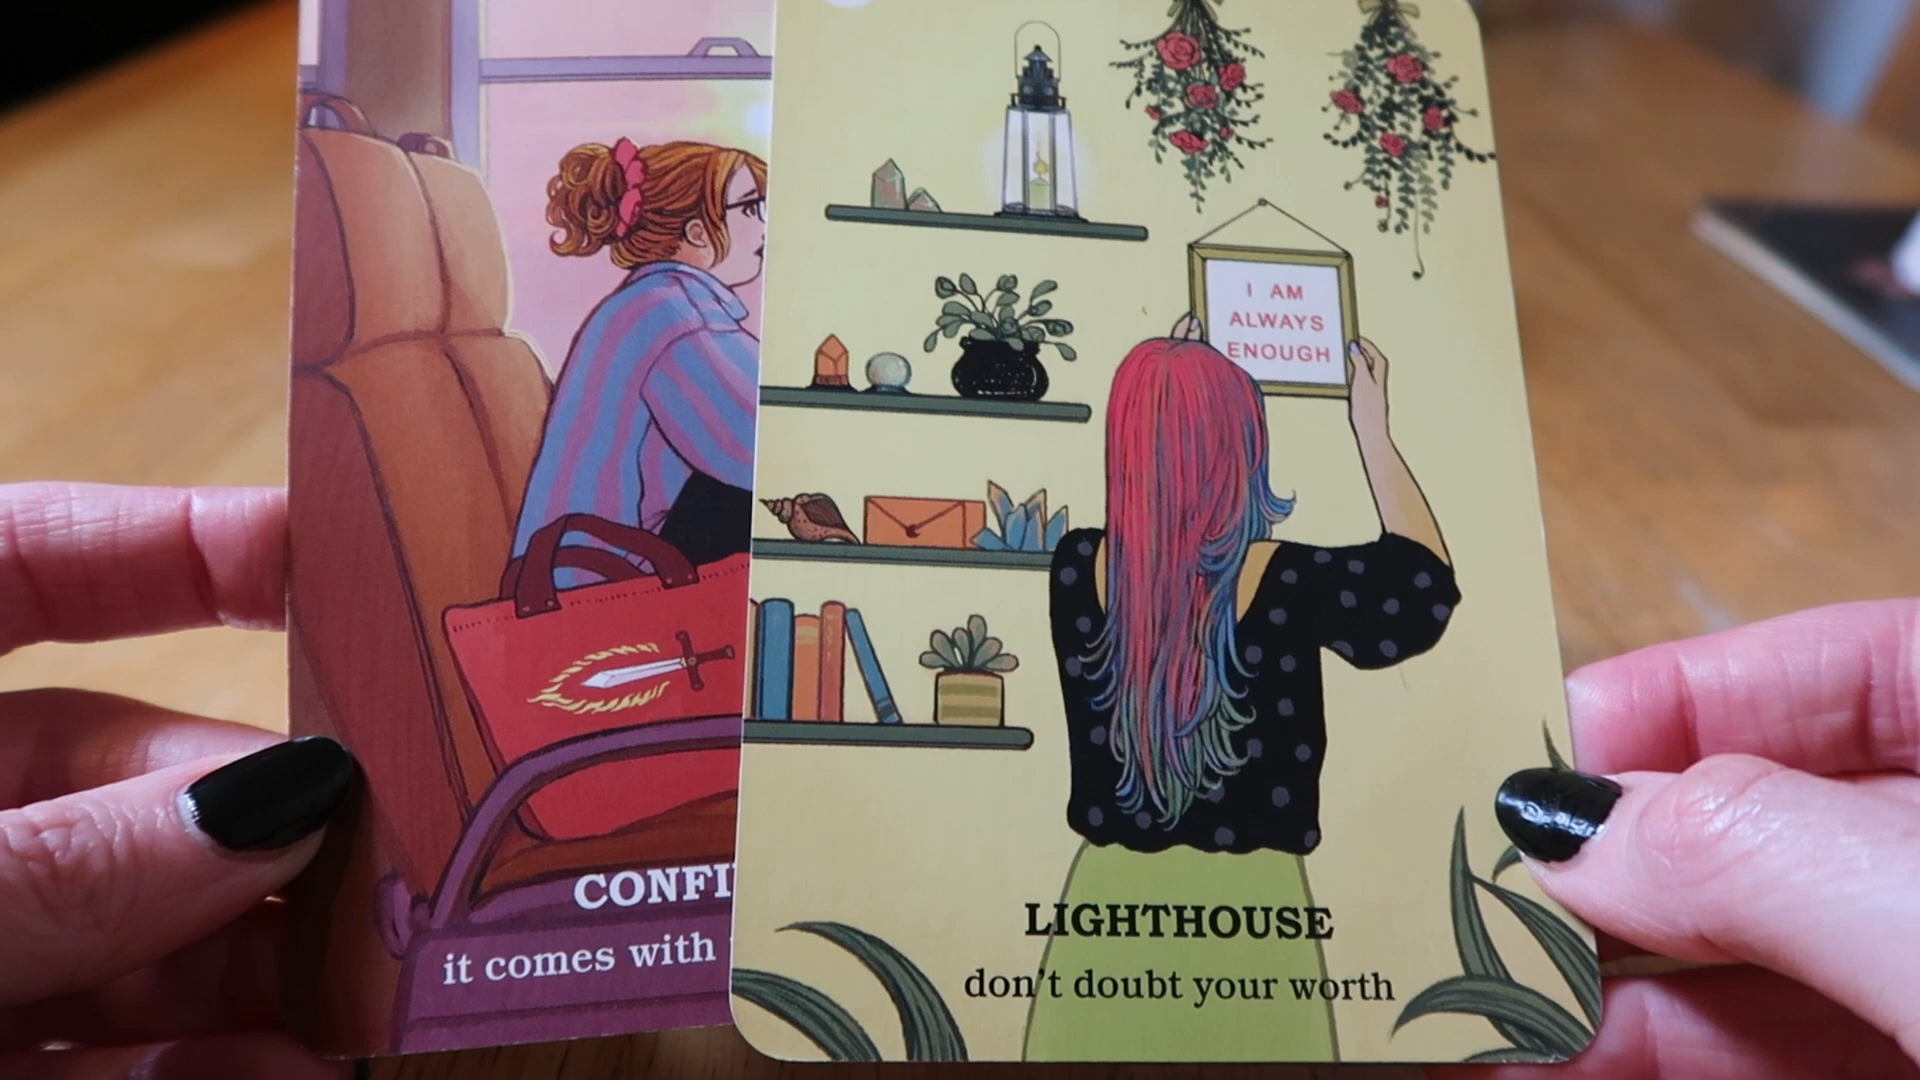 I AM
ALWAYS
ENOUGH
CONFI
it comes with
LIGHTHOUSE
don't doubt your worth